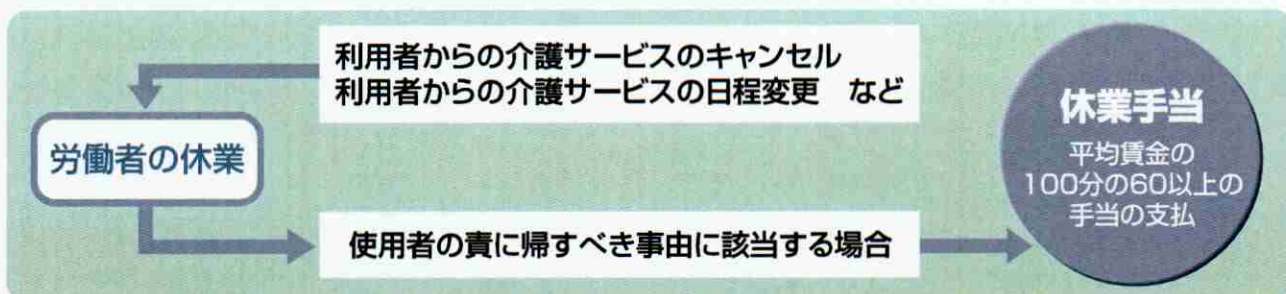 利用者からの介護サービスのキャンセル
利用者からの介護サービスの日程変更　など
労働者の休業
使用者の責に帰すべき事由に該当する場合
休業手当
平均賃金の
100分の60以上の
手当の支払